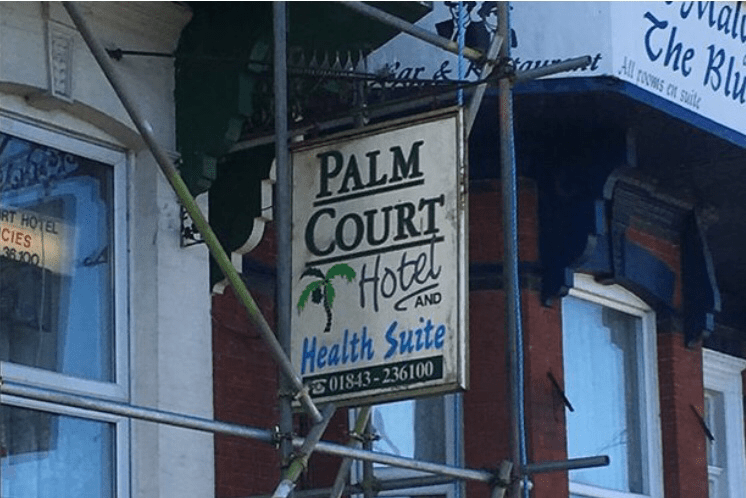 Bar & Restaurant
The Blu
All rooms en suite
RT HOTEL
CIES
36100
PALM
COURT
Hotel
AND
Health Suite
☎ 01843-236100